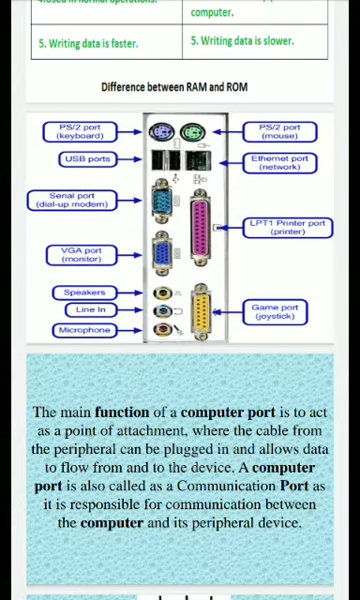 computer.
5. Writing data is faster.
5. Writing data is slower.
Difference between RAM and ROM
PS/2 port
(keyboard)
PS/2 port
(mouse)
USB ports
Ethernet port
(network)
Serial port
(dial-up modem)
LPT1 Printer port
(printer)
VGA port
(monitor)
Speakers
Line In
Game port
(joystick)
Microphone
The main function of a computer port is to act
as a point of attachment, where the cable from
the peripheral can be plugged in and allows data
to flow from and to the device. A computer
port is also called as a Communication Port as
it is responsible for communication between
the computer and its peripheral device.